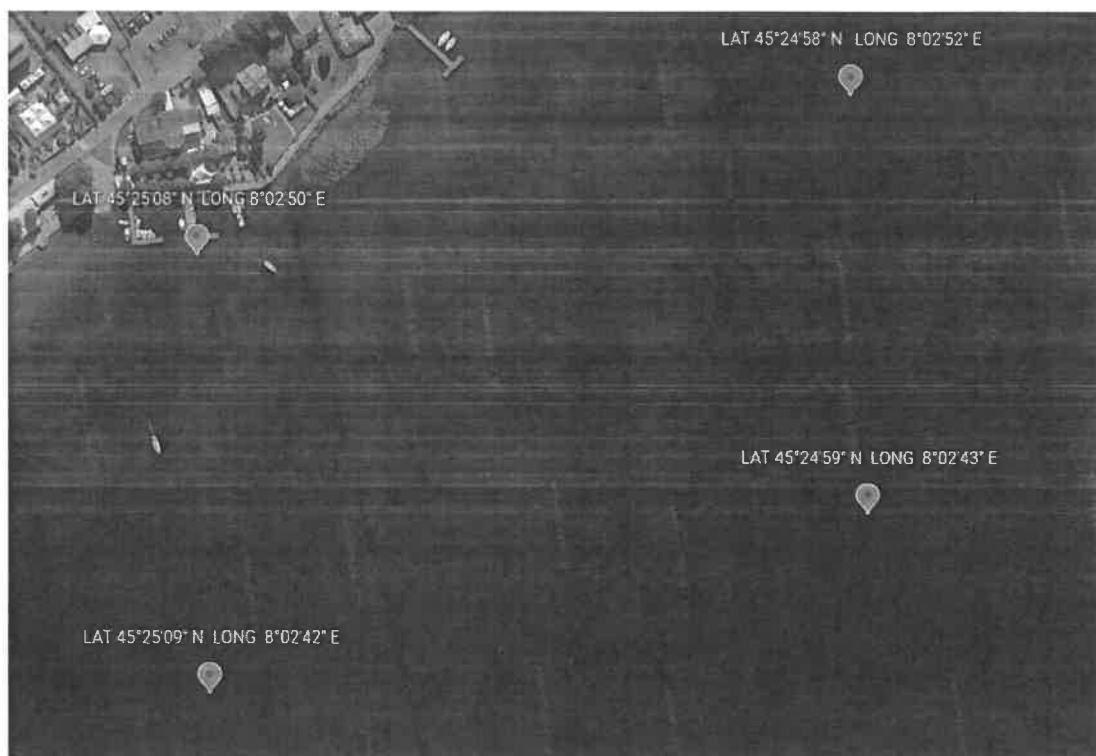 LAT 45°24'58" N LONG 8°02'52" E
LAT 45°25'08" N LONG 8°02'50" E
LAT 45°24'59" N LONG 8°02'43" E
LAT 45°25'09" N LONG 8°02'42" E